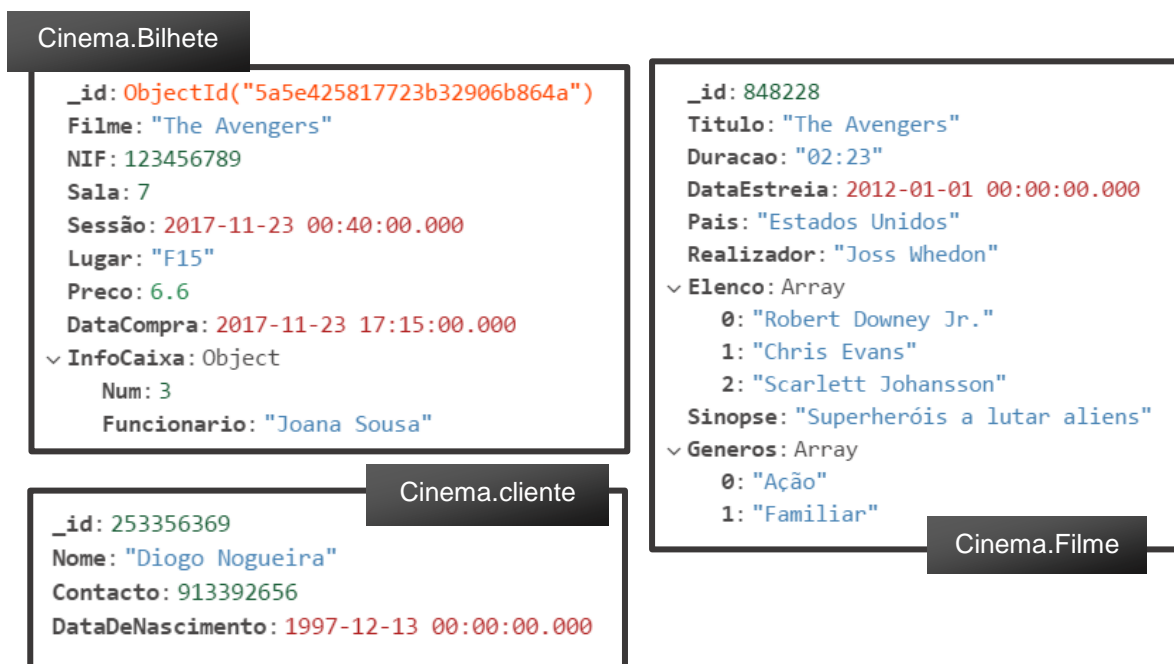 Cinema.Bilhete
_id: ObjectId("5a5e425817723b32906b864a")
Filme: "The Avengers"
NIF: 123456789
Sala: 7
Sessão: 2017-11-23 00:40:00.000
Lugar: "F15"
Preco: 6.6
DataCompra: 2017-11-23 17:15:00.000
InfoCaixa: Object
Num: 3
Funcionario: "Joana Sousa"
Cinema.cliente
_id: 253356369
Nome: "Diogo Nogueira"
Contacto: 913392656
DataDeNascimento: 1997-12-13 00:00:00.000
_id: 848228
Titulo: "The Avengers"
Duracao: "02:23"
DataEstreia: 2012-01-01 00:00:00.000
Pais: "Estados Unidos"
Realizador: "Joss Whedon"
Elenco: Array
0: "Robert Downey Jr."
1: "Chris Evans"
2: "Scarlett Johansson"
Sinopse: "Superheróis a lutar aliens"
Generos: Array
0: "Ação"
1: "Familiar"
Cinema.Filme